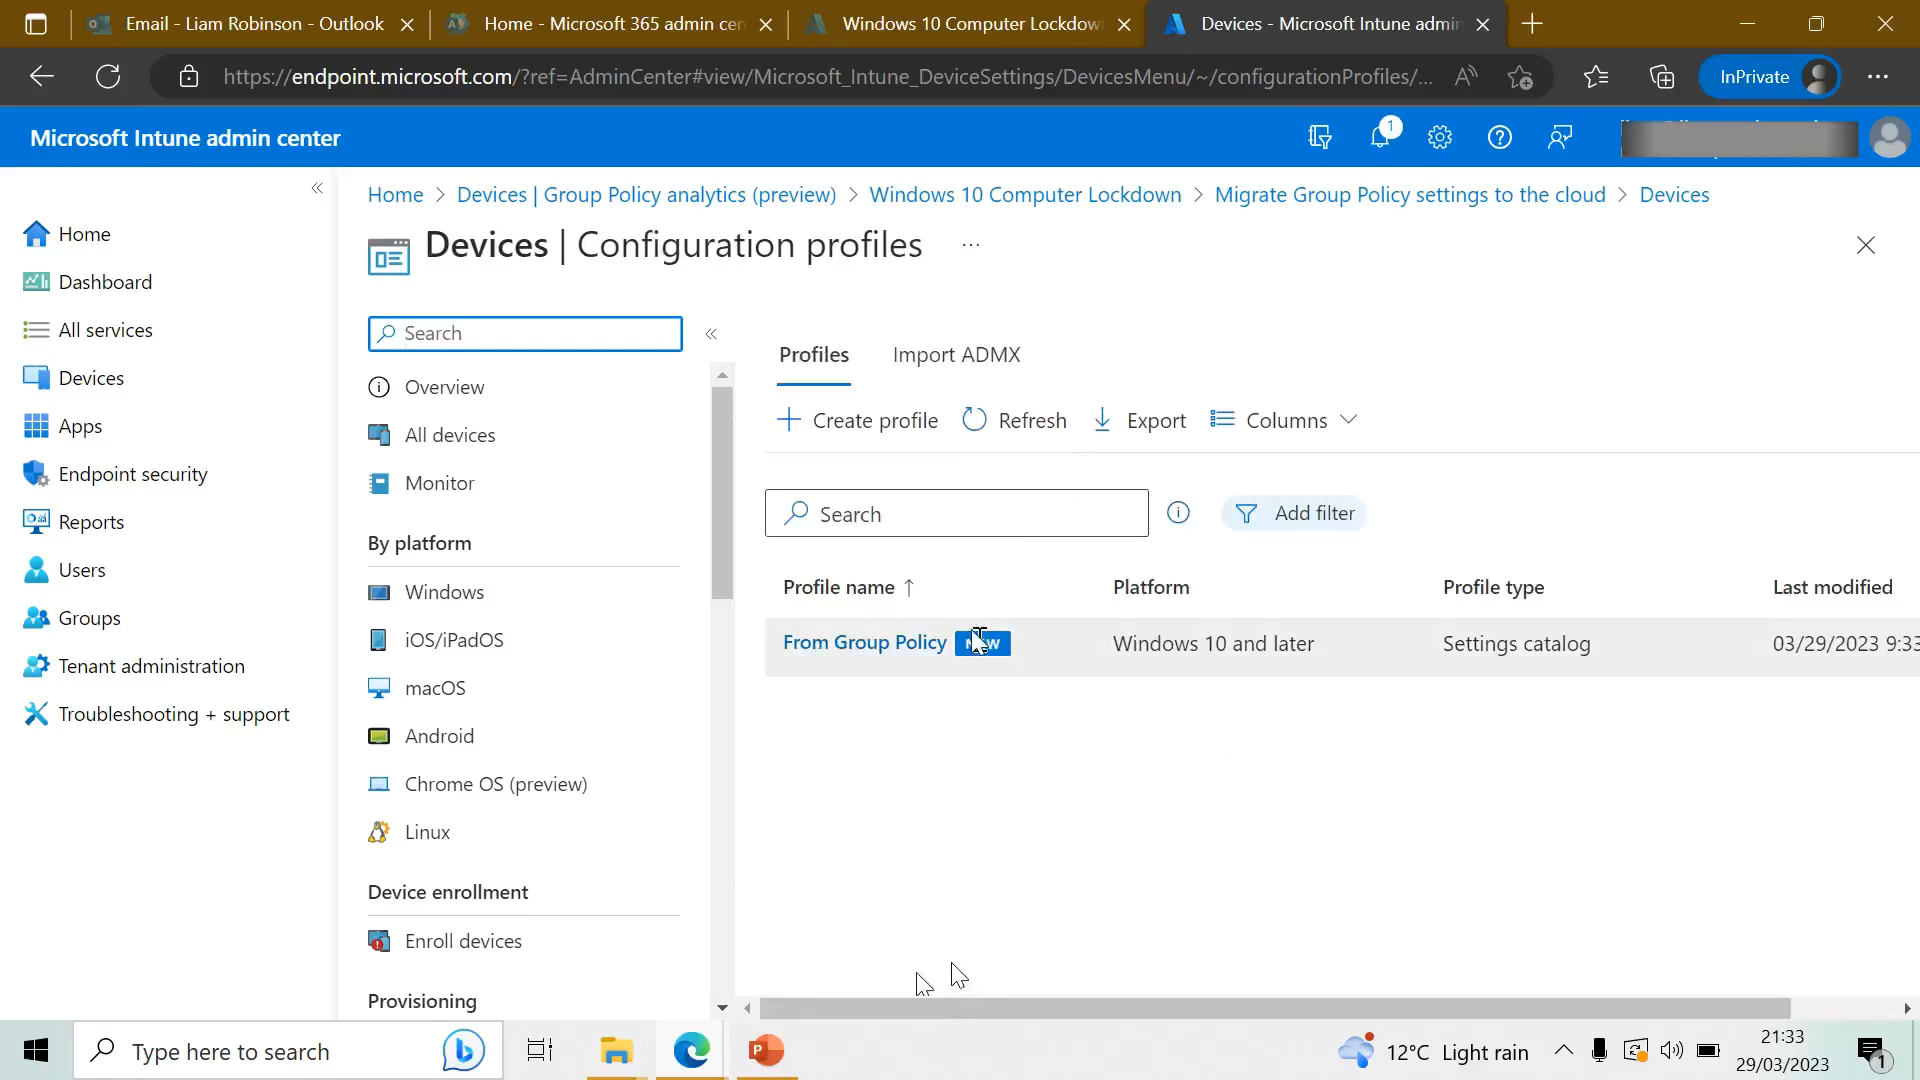 Email - Liam Robinson - Outlook
Home - Microsoft 365 admin cen
Windows 10 Computer Lockdow
Devices - Microsoft Intune admi
https://endpoint.microsoft.com/?ref=AdminCenter#view/Microsoft_Intune_DeviceSettings/DevicesMenu/~/configurationProfiles/...
InPrivate
Microsoft Intune admin center
1
Home > Devices | Group Policy analytics (preview) > Windows 10 Computer Lockdown > Migrate Group Policy settings to the cloud > Devices
Devices | Configuration profiles
Home
Dashboard
All services
Devices
Apps
Endpoint security
Reports
Users
Groups
Tenant administration
Troubleshooting + support
Search
Overview
All devices
Monitor
By platform
Windows
iOS/iPadOS
macOS
Android
Chrome OS (preview)
Linux
Device enrollment
Enroll devices
Provisioning
Profiles Import ADMX
Create profile Refresh Export Columns
Search Add filter
Profile name ↑ Platform Profile type Last modified
From Group Policy Windows 10 and later Settings catalog 03/29/2023 9:33
Type here to search
12°C Light rain
21:33
29/03/2023
1